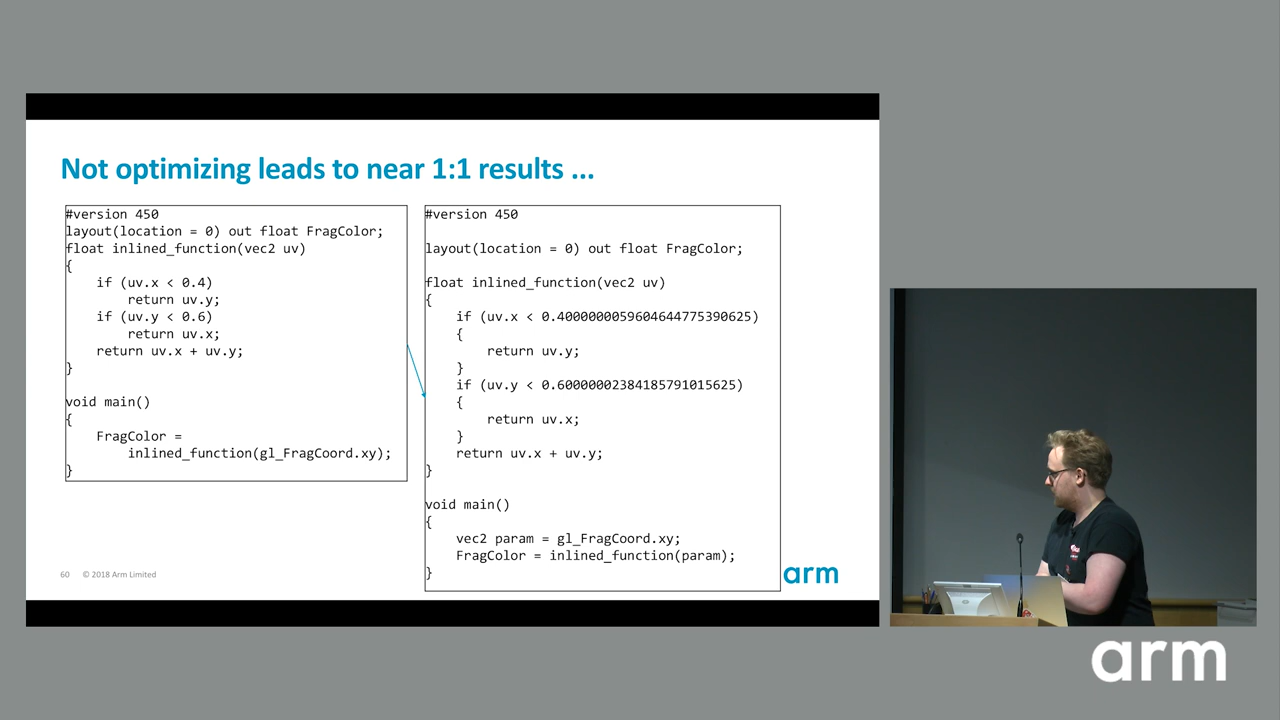 Not optimizing leads to near 1:1 results ...
#version 450
layout(location = 0) out float FragColor;
float inlined_function(vec2 uv)
{
    if (uv.x < 0.4)
        return uv.y;
    if (uv.y < 0.6)
        return uv.x;
    return uv.x + uv.y;
}

void main()
{
    FragColor =
        inlined_function(gl_FragCoord.xy);
}
#version 450

layout(location = 0) out float FragColor;

float inlined_function(vec2 uv)
{
    if (uv.x < 0.4000000059604644775390625)
    {
        return uv.y;
    }
    if (uv.y < 0.60000002384185791015625)
    {
        return uv.x;
    }
    return uv.x + uv.y;
}

void main()
{
    vec2 param = gl_FragCoord.xy;
    FragColor = inlined_function(param);
}
60 © 2018 Arm Limited
arm
arm